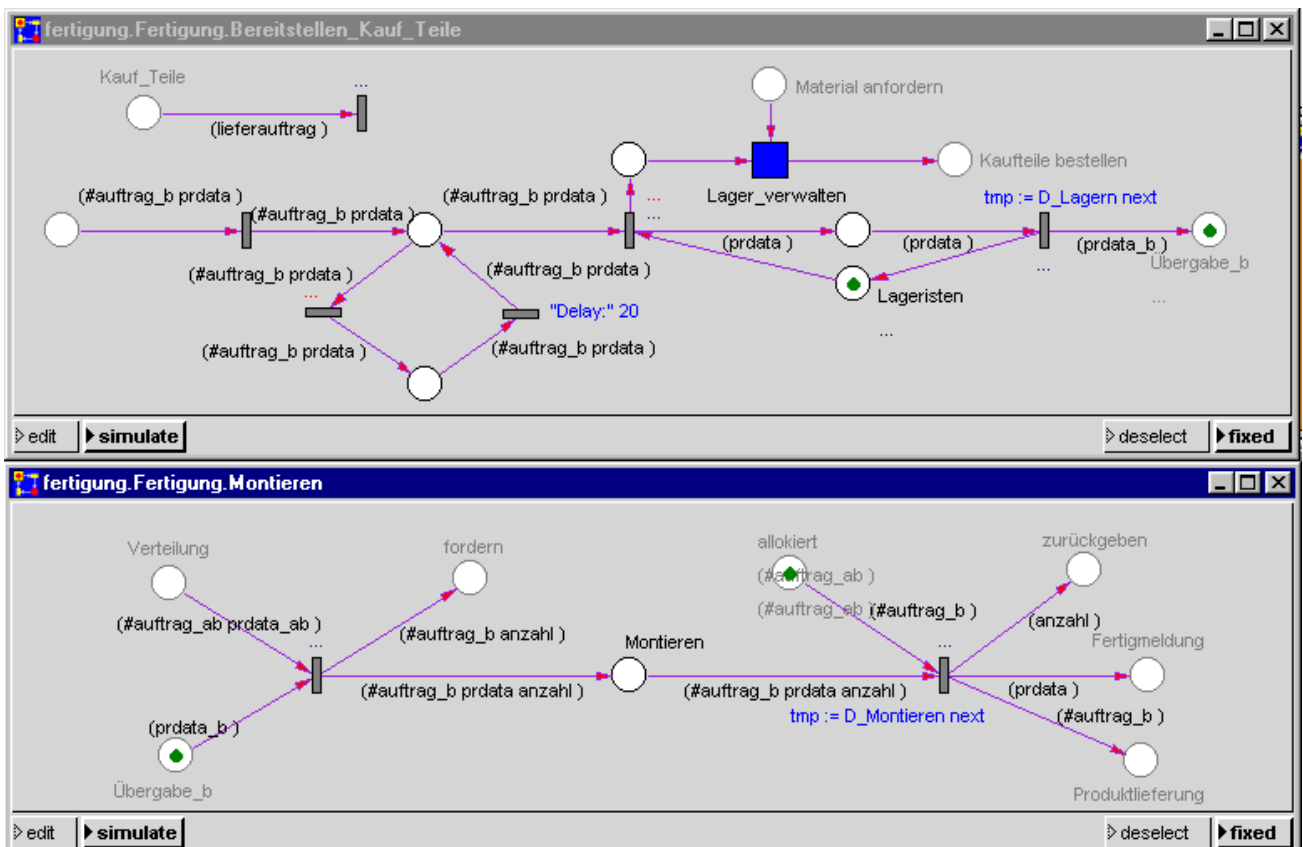 fertigung.Fertigung.Bereitstellen_Kauf_Teile
Kauf_Teile
...
(lieferauftrag )
Material anfordern
Kaufteile bestellen
Lager_verwalten
(#auftrag_b prdata )
(#auftrag_b prdata )
(#auftrag_b prdata )
...
...
tmp := D_Lagern next
(prdata )
(prdata )
(prdata_b )
Übergabe_b
...
...
(#auftrag_b prdata )
(#auftrag_b prdata )
...
"Delay:" 20
Lageristen
...
(#auftrag_b prdata )
(#auftrag_b prdata )
edit
simulate
deselect
fixed
fertigung.Fertigung.Montieren
Verteilung
fordern
allokiert
zurückgeben
(#auftrag_ab )
(#auftrag_ab )
(#auftrag_b )
(#auftrag_ab prdata_ab )
(#auftrag_b anzahl )
(anzahl )
...
Montieren
...
Fertigmeldung
(#auftrag_b prdata anzahl )
(#auftrag_b prdata anzahl )
(prdata )
tmp := D_Montieren next
(#auftrag_b )
(prdata_b )
Übergabe_b
Produktlieferung
edit
simulate
deselect
fixed